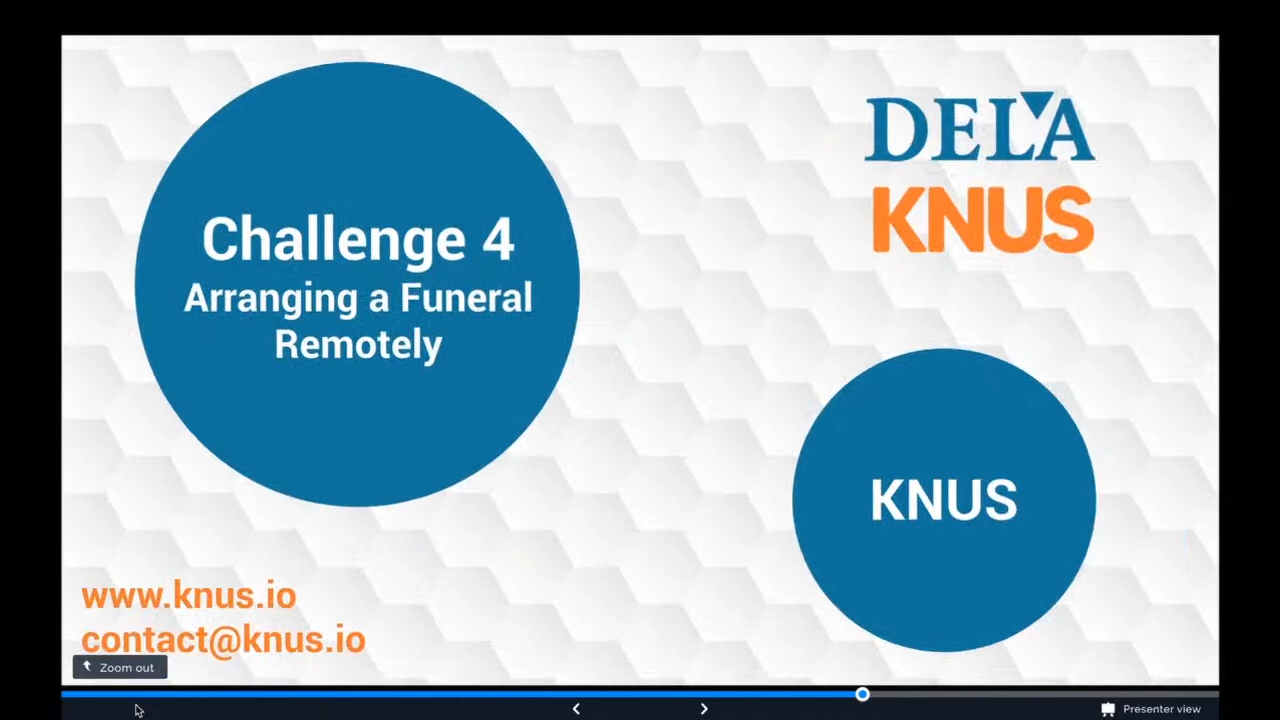 Challenge 4
Arranging a Funeral
Remotely
DELA
KNUS
KNUS
www.knus.io
contact@knus.io
Zoom out
Presenter view